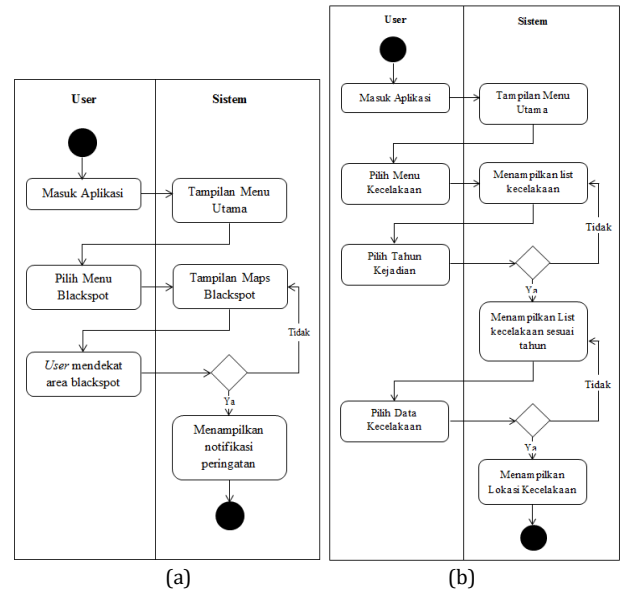 User
Sistem
Masuk Aplikasi
Tampilan Menu
Utama
Pilih Menu
Blackspot
Tampilan Maps
Blackspot
Tidak
User mendekat
area blackspot
Ya
Menampilkan
notifikasi
peringatan
(a)
User
Sistem
Masuk Aplikasi
Tampilan Menu
Utama
Pilih Menu
Kecelakaan
Menampilkan list
kecelakaan
Tidak
Pilih Tahun
Kejadian
Ya
Menampilkan List
kecelakaan sesuai
tahun
Tidak
Pilih Data
Kecelakaan
Ya
Menampilkan
Lokasi Kecelakaan
(b)